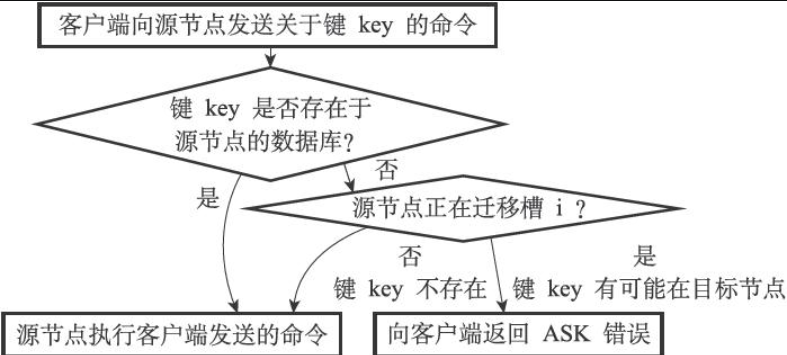 客户端向源节点发送关于键 key 的命令
键 key 是否存在于
源节点的数据库?
否
是
源节点正在迁移槽 i ?
否
键 key 不存在
是
键 key 有可能在目标节点
源节点执行客户端发送的命令
向客户端返回 ASK 错误